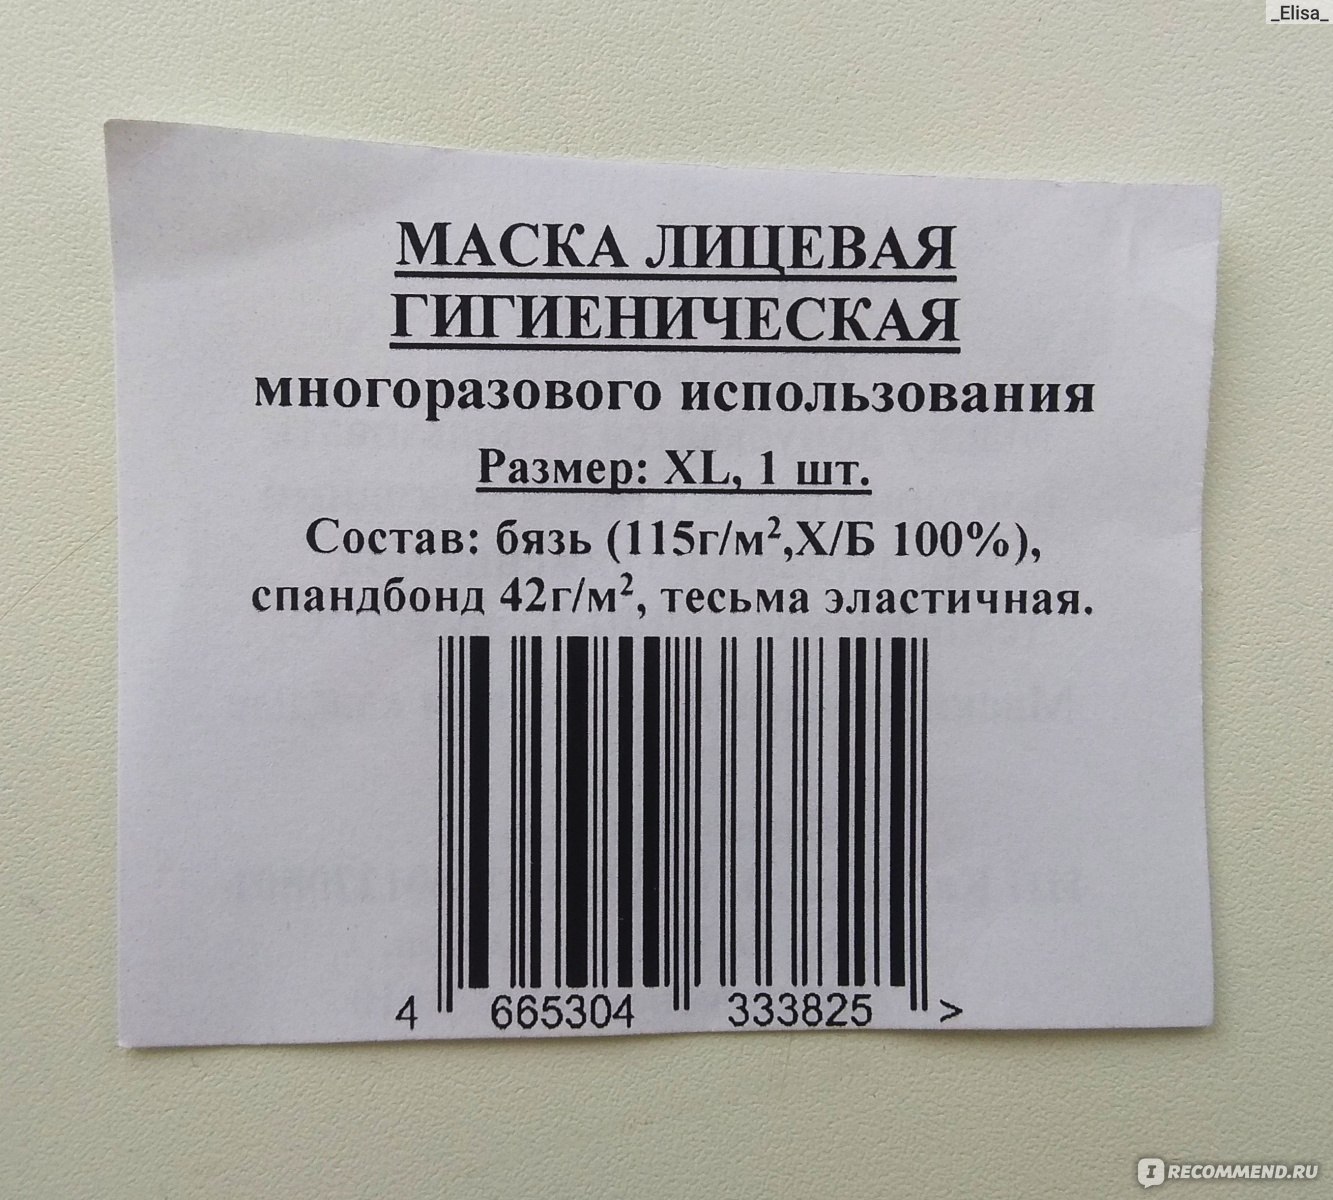 _Elisa_
МАСКА ЛИЦЕВАЯ
ГИГИЕНИЧЕСКАЯ
многоразового использования
Размер: XL, 1 шт.
Состав: бязь (115г/м²,Х/Б 100%),
спандбонд 42г/м², тесьма эластичная.
4 665304 333825 >
IRECOMMEND.RU